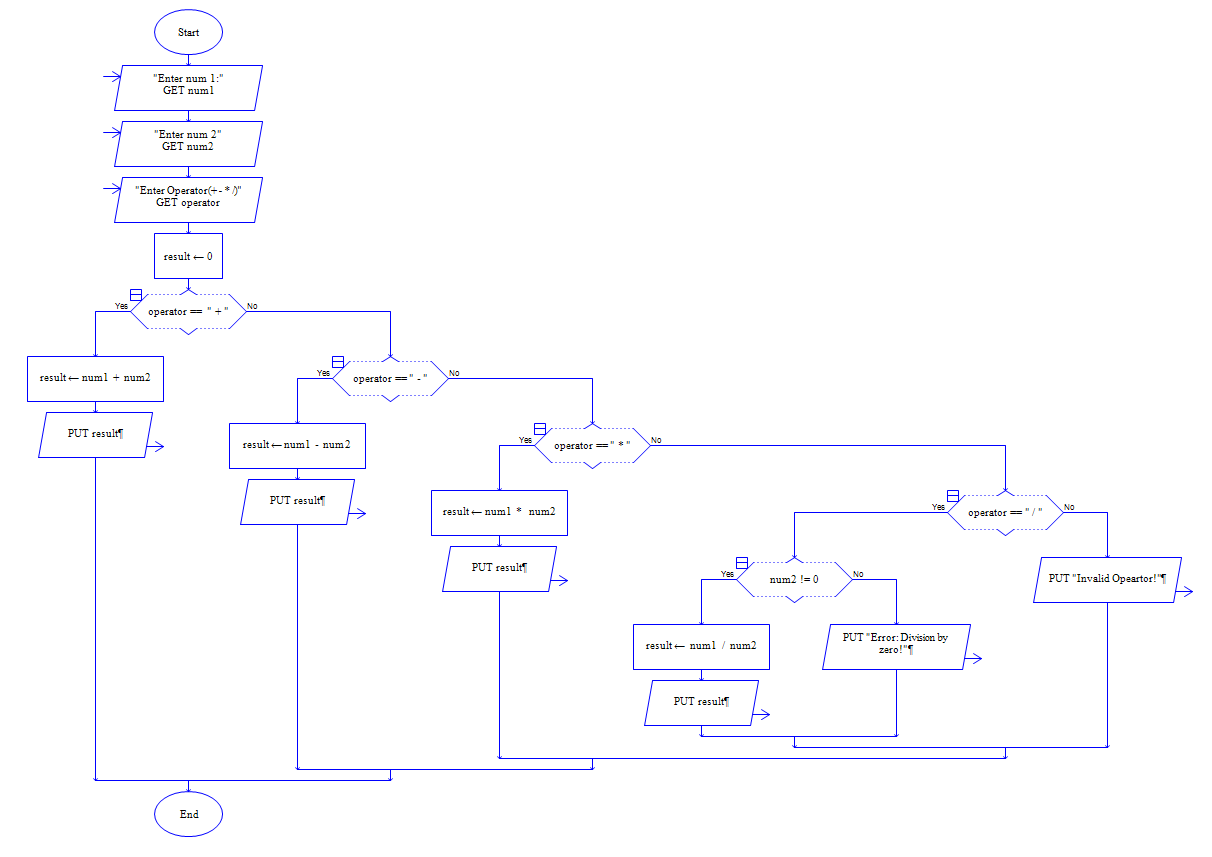 Start
"Enter num 1:"
GET num1
"Enter num 2"
GET num2
"Enter Operator(+ - * /)"
GET operator
result ← 0
Yes
operator == " + "
No
result ← num1 + num2
PUT result¶
Yes
operator == " - "
No
result ← num1 - num2
PUT result¶
Yes
operator == " * "
No
result ← num1 * num2
PUT result¶
Yes
operator == " / "
No
Yes
num2 != 0
No
result ← num1 / num2
PUT result¶
PUT "Error: Division by
zero!"¶
PUT "Invalid Opeartor!"¶
End